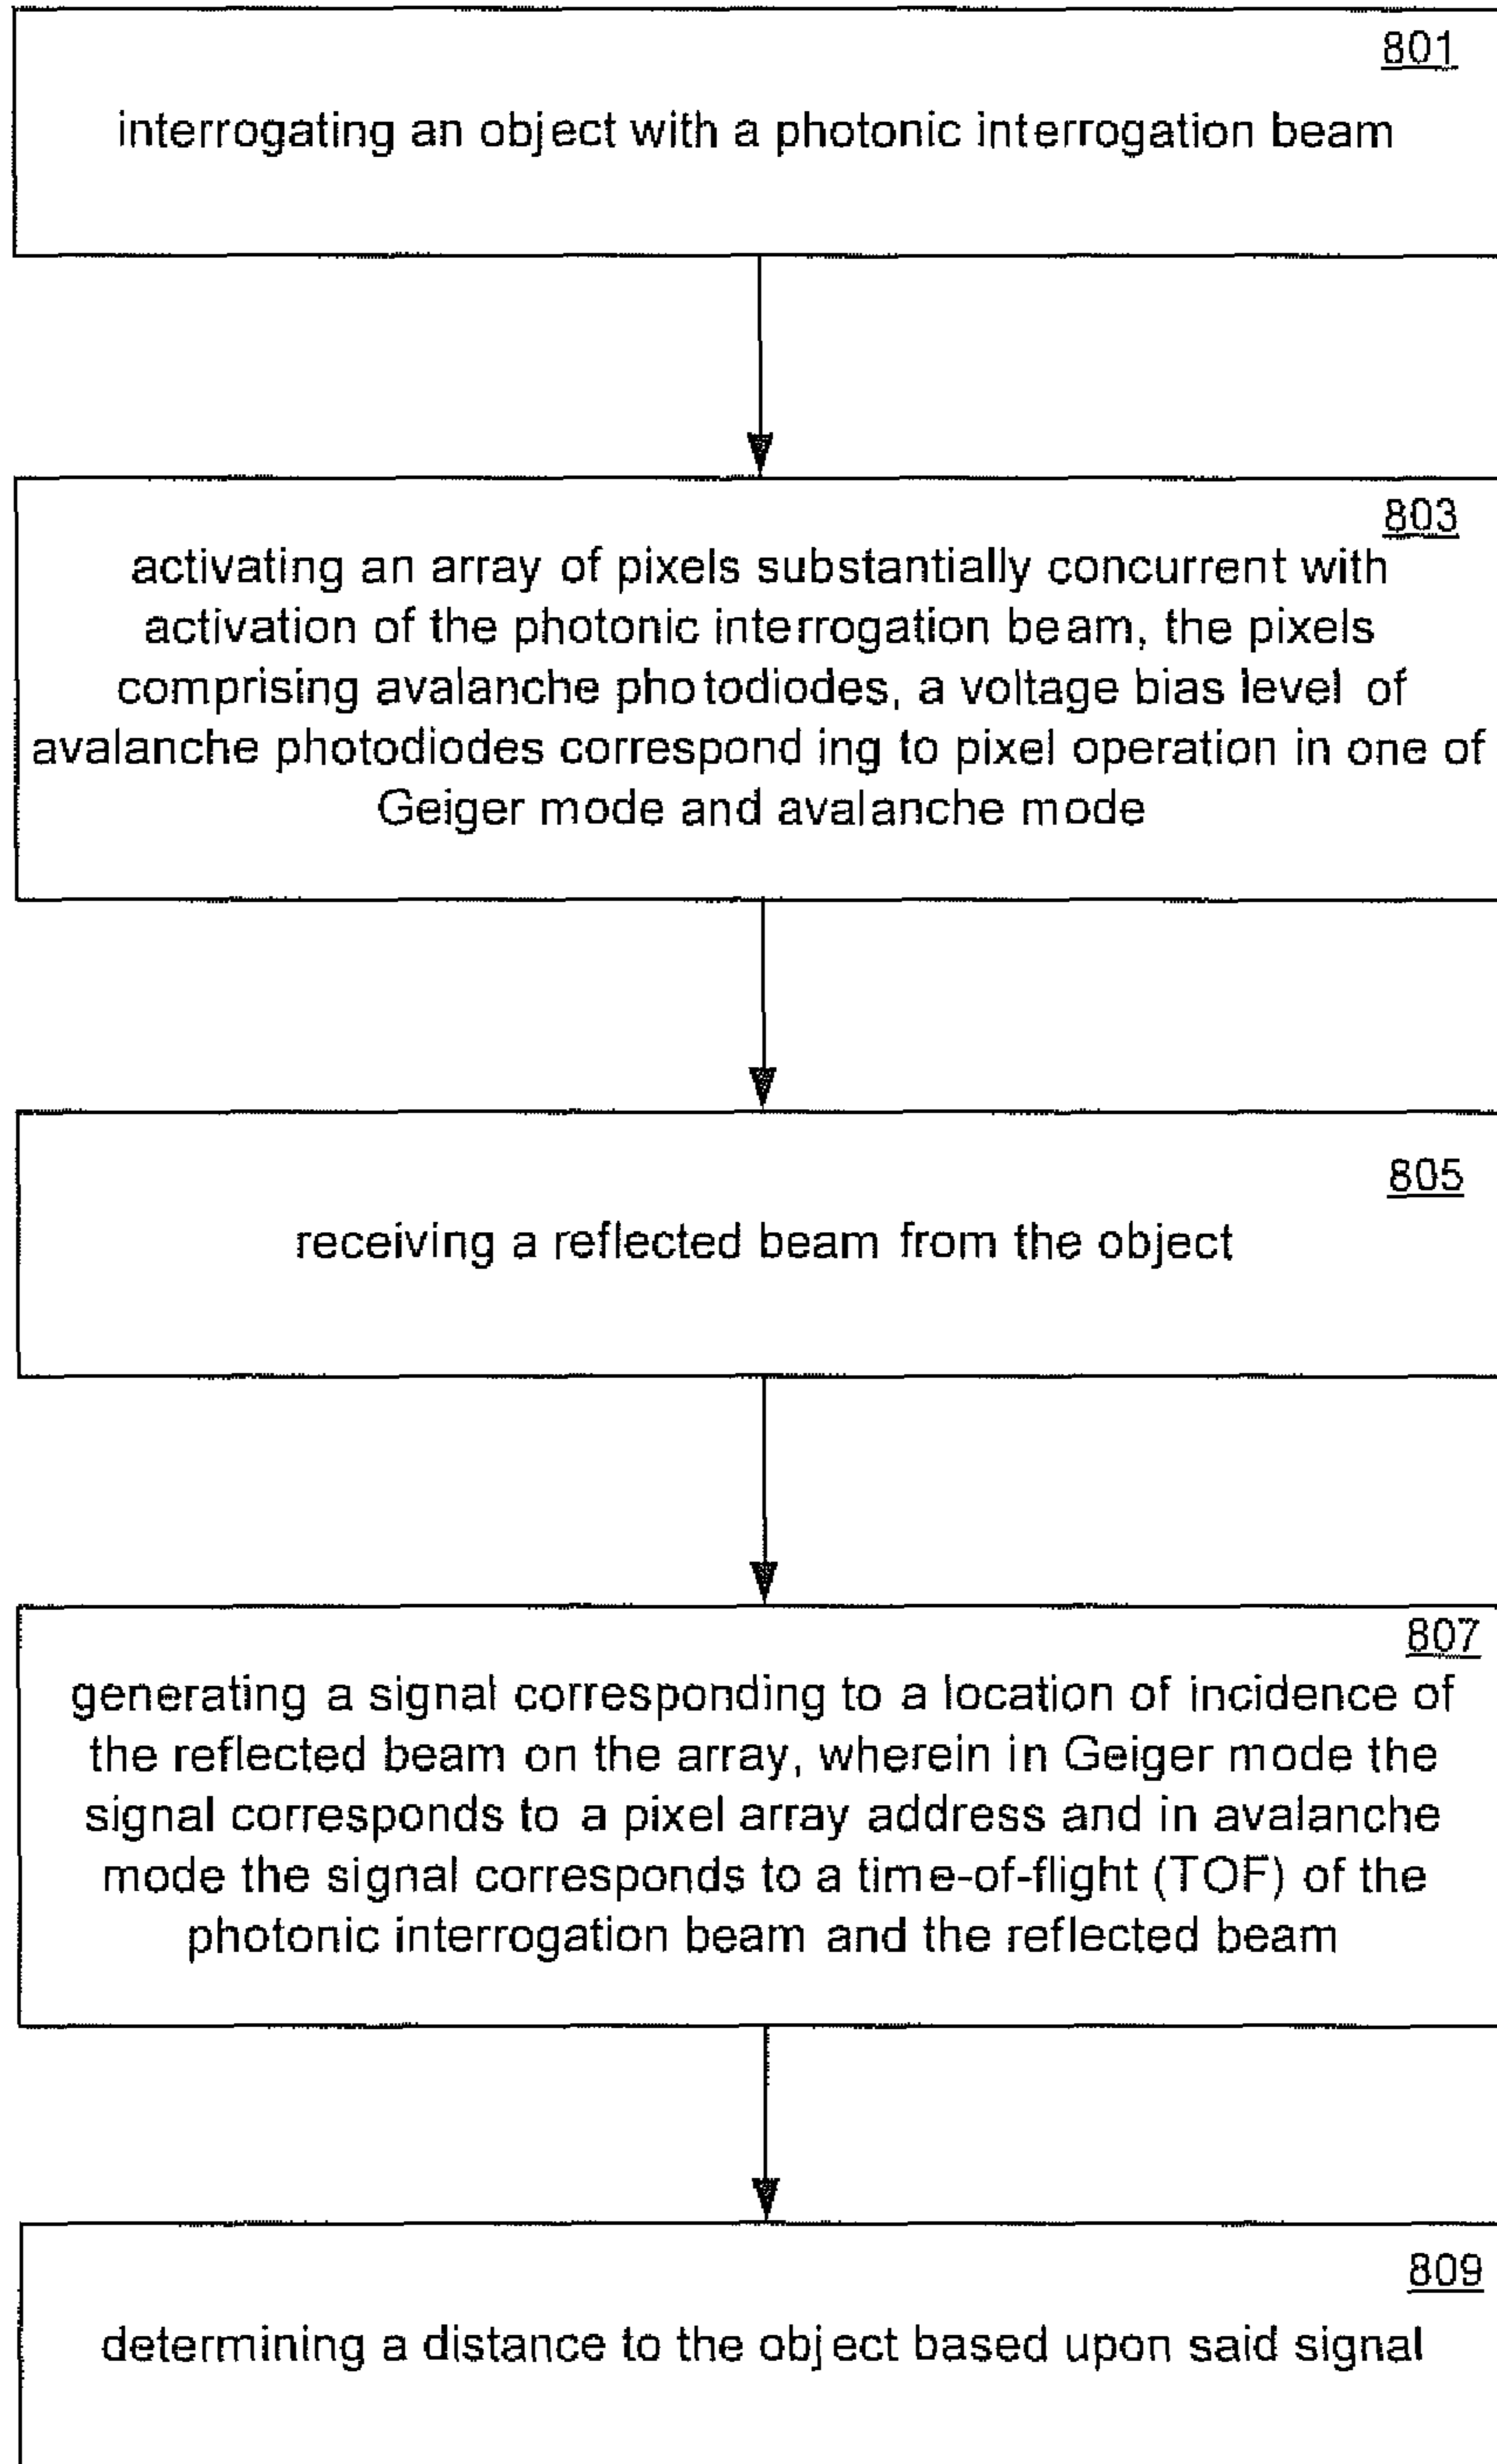 801
interrogating an object with a photonic interrogation beam
803
activating an array of pixels substantially concurrent with
activation of the photonic interrogation beam, the pixels
comprising avalanche photodiodes, a voltage bias level of
avalanche photodiodes correspond ing to pixel operation in one of
Geiger mode and avalanche mode
805
receiving a reflected beam from the object
807
generating a signal corresponding to a location of incidence of
the reflected beam on the array, wherein in Geiger mode the
signal corresponds to a pixel array address and in avalanche
mode the signal corresponds to a time-of-flight (TOF) of the
photonic interrogation beam and the reflected beam
809
determining a distance to the object based upon said signal